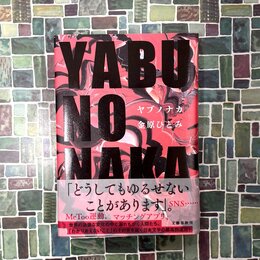 YABU
NO
NAKA
ヤブノナカ
金原ひとみ
「どうしてもゆるせない
ことがあります」。SNS……
MeToo運動、マッチングアプリ、
文藝春秋